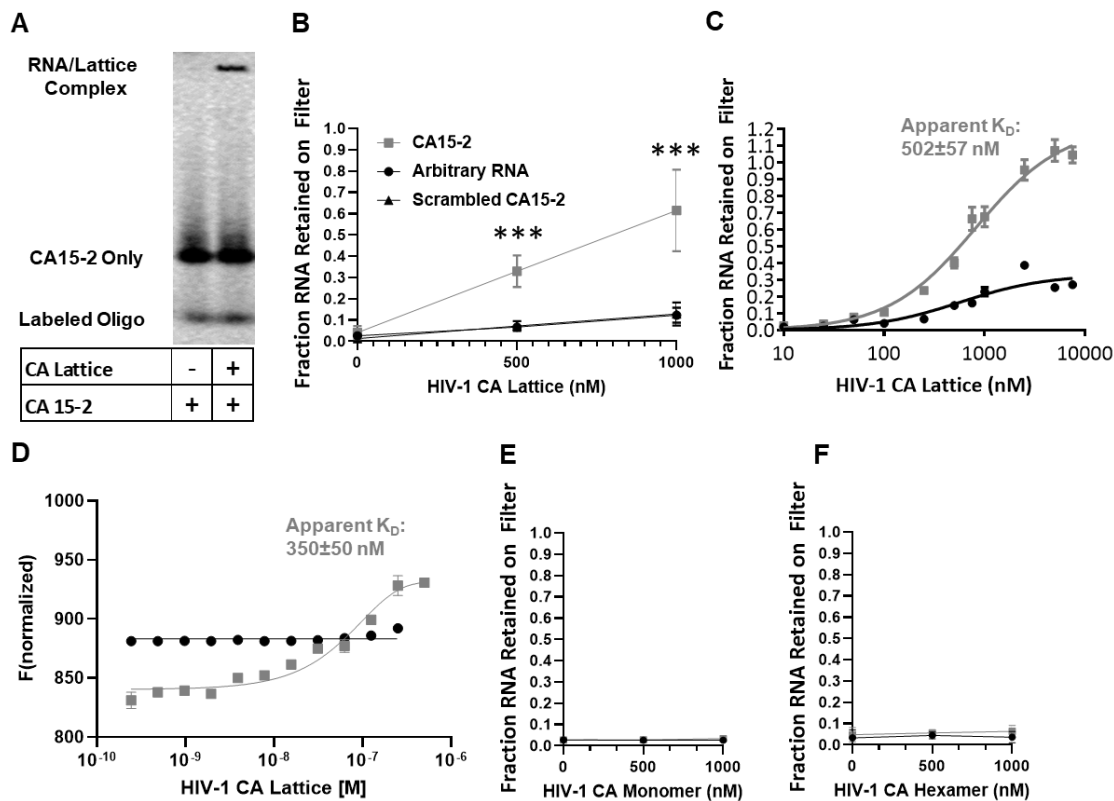 A
RNA/Lattice
Complex
CA15-2 Only
Labeled Oligo
CA Lattice - +
CA 15-2 + +
B
Fraction RNA Retained on Filter
1.0
0.9
0.8
0.7
0.6
0.5
0.4
0.3
0.2
0.1
0.0
CA15-2
Arbitrary RNA
Scrambled CA15-2
***
***
0 500 1000
HIV-1 CA Lattice (nM)
C
Fraction RNA Retained on Filter
1.2
1.1
1.0
0.9
0.8
0.7
0.6
0.5
0.4
0.3
0.2
0.1
0.0
Apparent KD:
502±57 nM
10 100 1000 10000
HIV-1 CA Lattice (nM)
D
F(normalized)
1000
950
900
850
800
Apparent KD:
350±50 nM
10-10 10-9 10-8 10-7 10-6
HIV-1 CA Lattice [M]
E
Fraction RNA Retained on Filter
1.0
0.9
0.8
0.7
0.6
0.5
0.4
0.3
0.2
0.1
0.0
0 500 1000
HIV-1 CA Monomer (nM)
F
Fraction RNA Retained on Filter
1.0
0.9
0.8
0.7
0.6
0.5
0.4
0.3
0.2
0.1
0.0
0 500 1000
HIV-1 CA Hexamer (nM)